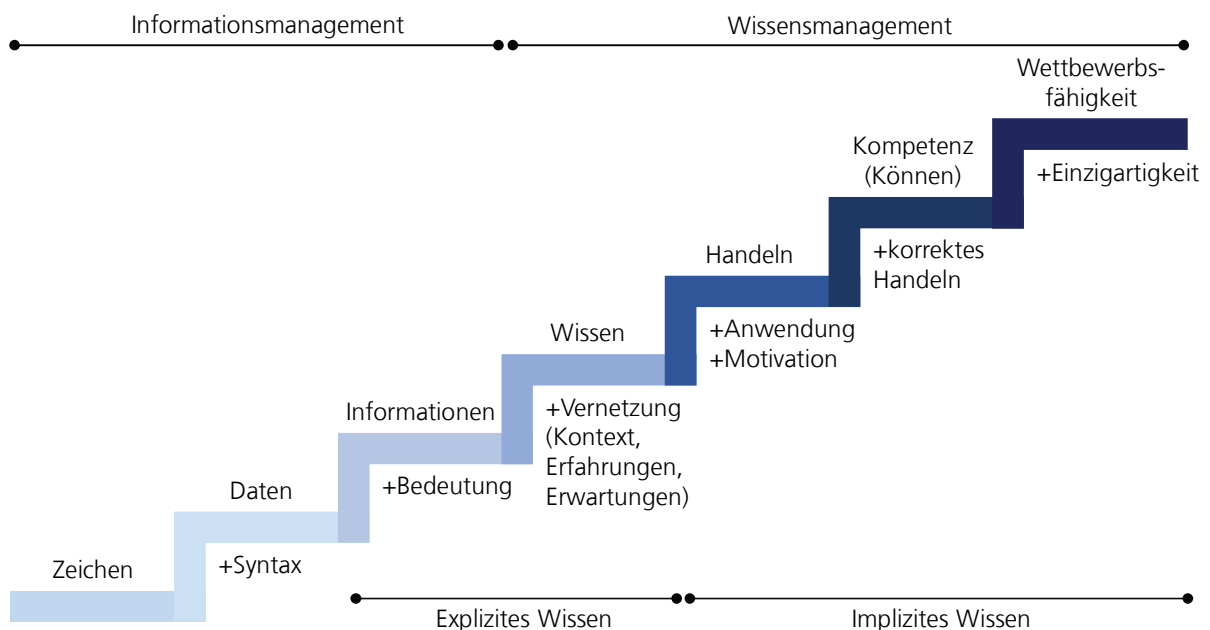 Informationsmanagement
Wissensmanagement
Wettbewerbs-
fähigkeit
+Einzigartigkeit
Kompetenz
(Können)
+korrektes
Handeln
Handeln
+Anwendung
+Motivation
Wissen
+Vernetzung
(Kontext,
Erfahrungen,
Erwartungen)
Informationen
+Bedeutung
Daten
+Syntax
Zeichen
Explizites Wissen
Implizites Wissen